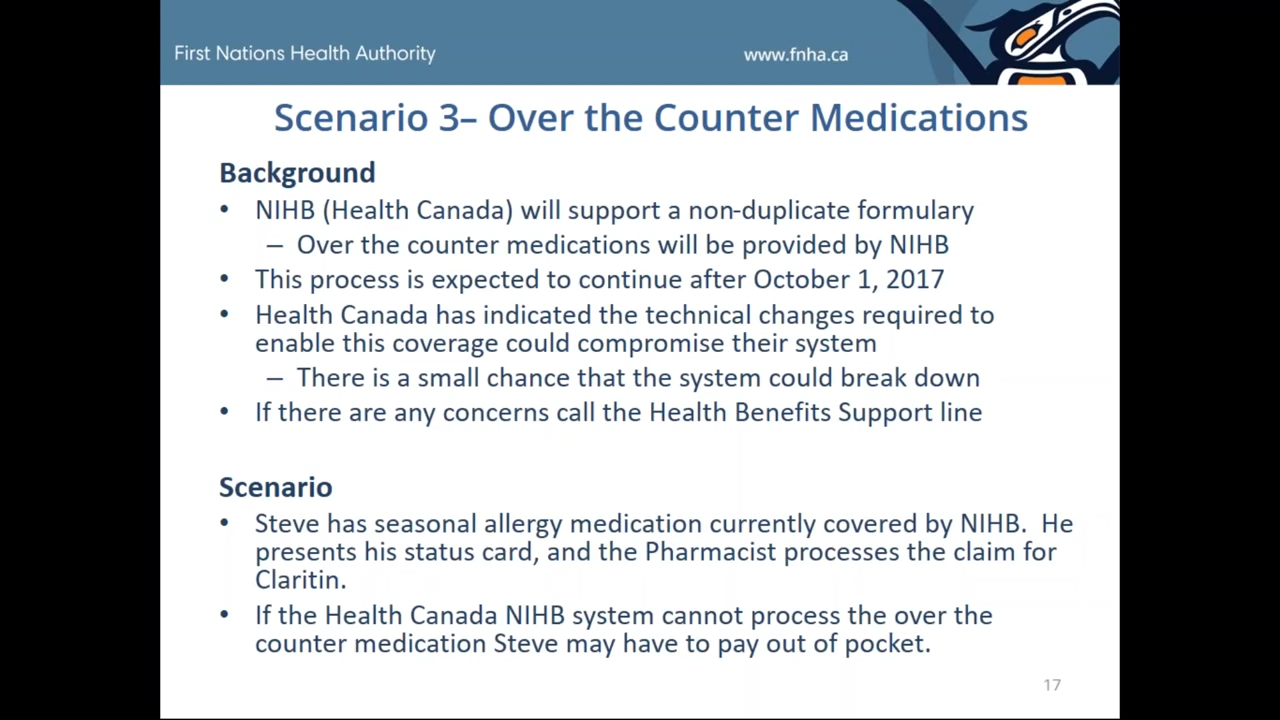 First Nations Health Authority
www.fnha.ca
Scenario 3– Over the Counter Medications
Background
• NIHB (Health Canada) will support a non-duplicate formulary
– Over the counter medications will be provided by NIHB
• This process is expected to continue after October 1, 2017
• Health Canada has indicated the technical changes required to
enable this coverage could compromise their system
– There is a small chance that the system could break down
• If there are any concerns call the Health Benefits Support line
Scenario
• Steve has seasonal allergy medication currently covered by NIHB.  He
presents his status card, and the Pharmacist processes the claim for
Claritin.
• If the Health Canada NIHB system cannot process the over the
counter medication Steve may have to pay out of pocket.
17